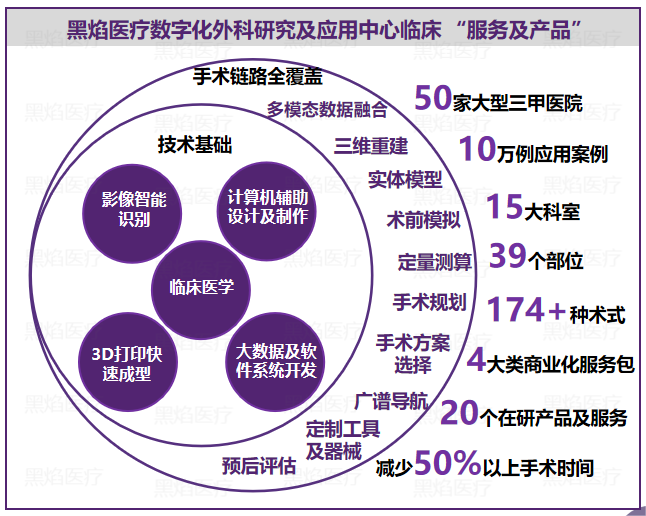 黑焰医疗数字化外科研究及应用中心临床 “服务及产品”
手术链路全覆盖
多模态数据融合
三维重建
实体模型
术前模拟
定量测算
手术规划
手术方案
选择
广谱导航
定制工具
及器械
预后评估
技术基础
影像智能
识别
计算机辅助
设计及制作
临床医学
3D打印快
速成型
大数据及软
件系统开发
50家大型三甲医院
10万例应用案例
15大科室
39个部位
174+种术式
4大类商业化服务包
20个在研产品及服务
减少50%以上手术时间
黑焰医疗